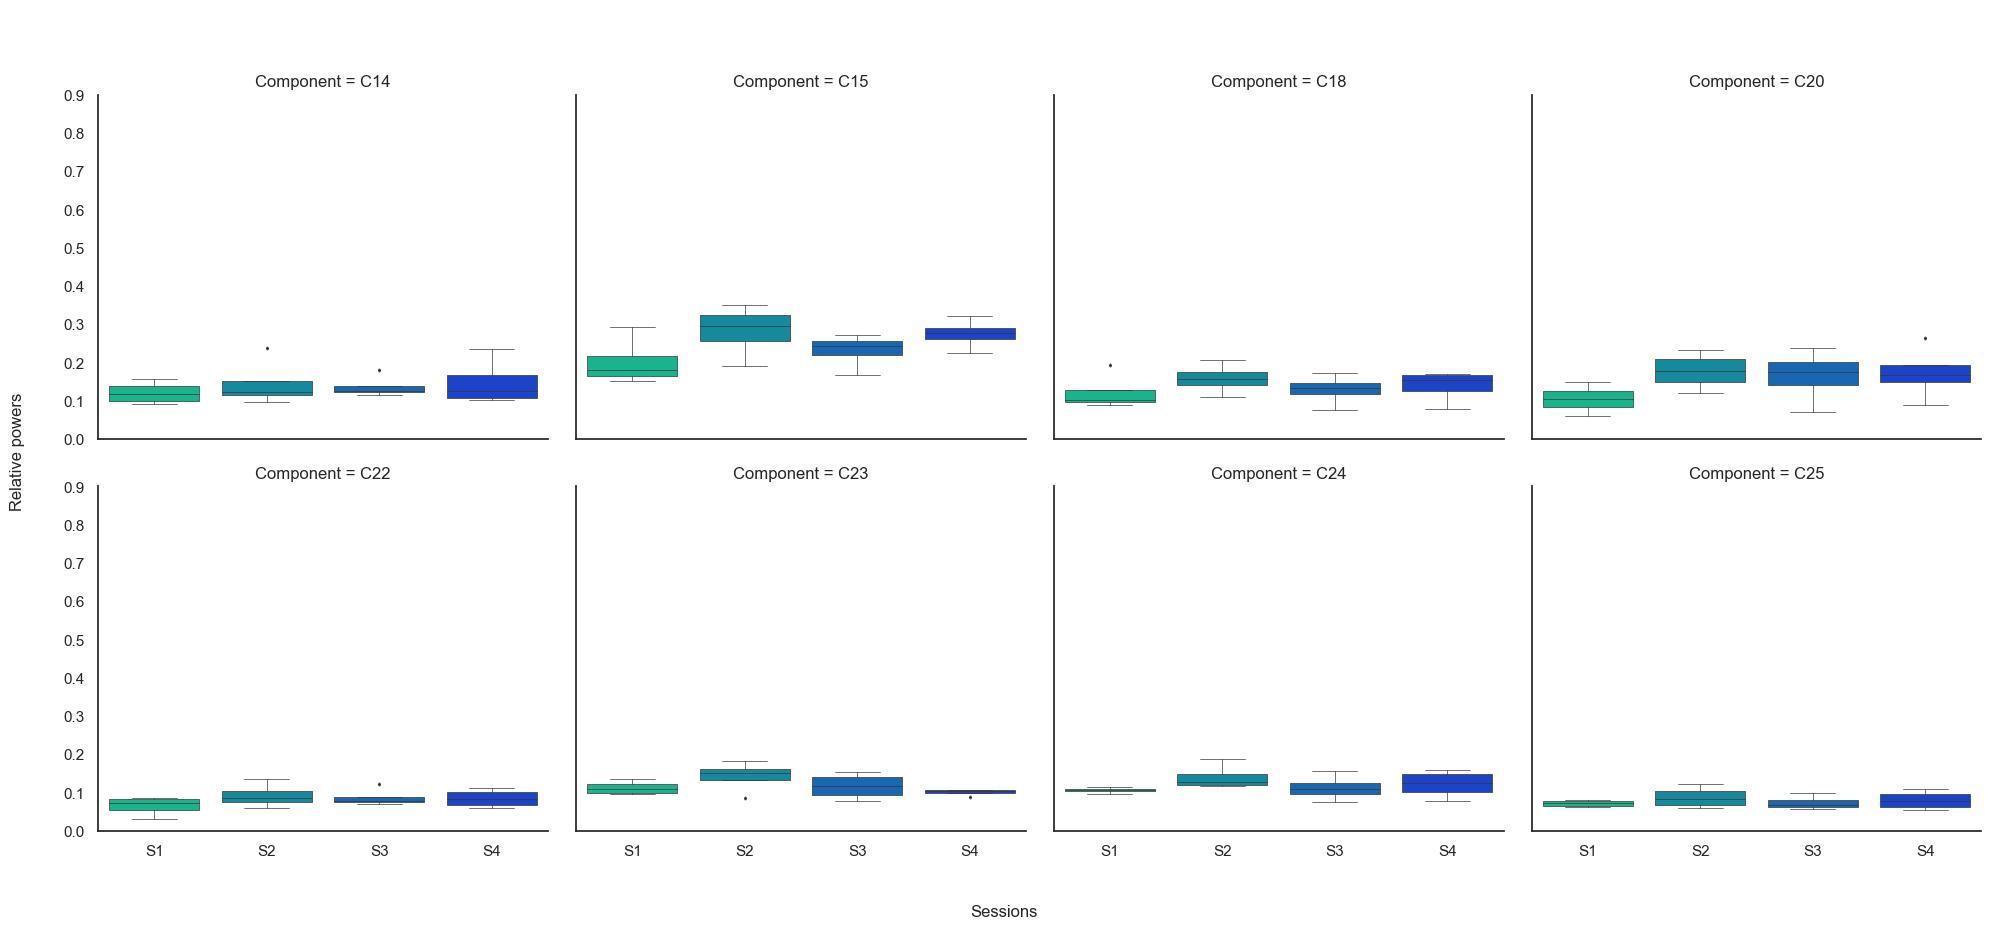 Component = C14
Component = C15
Component = C18
Component = C20
0.9
0.8
0.7
0.6
0.5
0.4
0.3
0.2
0.1
0.0
Relative powers
Component = C22
Component = C23
Component = C24
Component = C25
0.9
0.8
0.7
0.6
0.5
0.4
0.3
0.2
0.1
0.0
S1 S2 S3 S4
S1 S2 S3 S4
S1 S2 S3 S4
S1 S2 S3 S4
Sessions